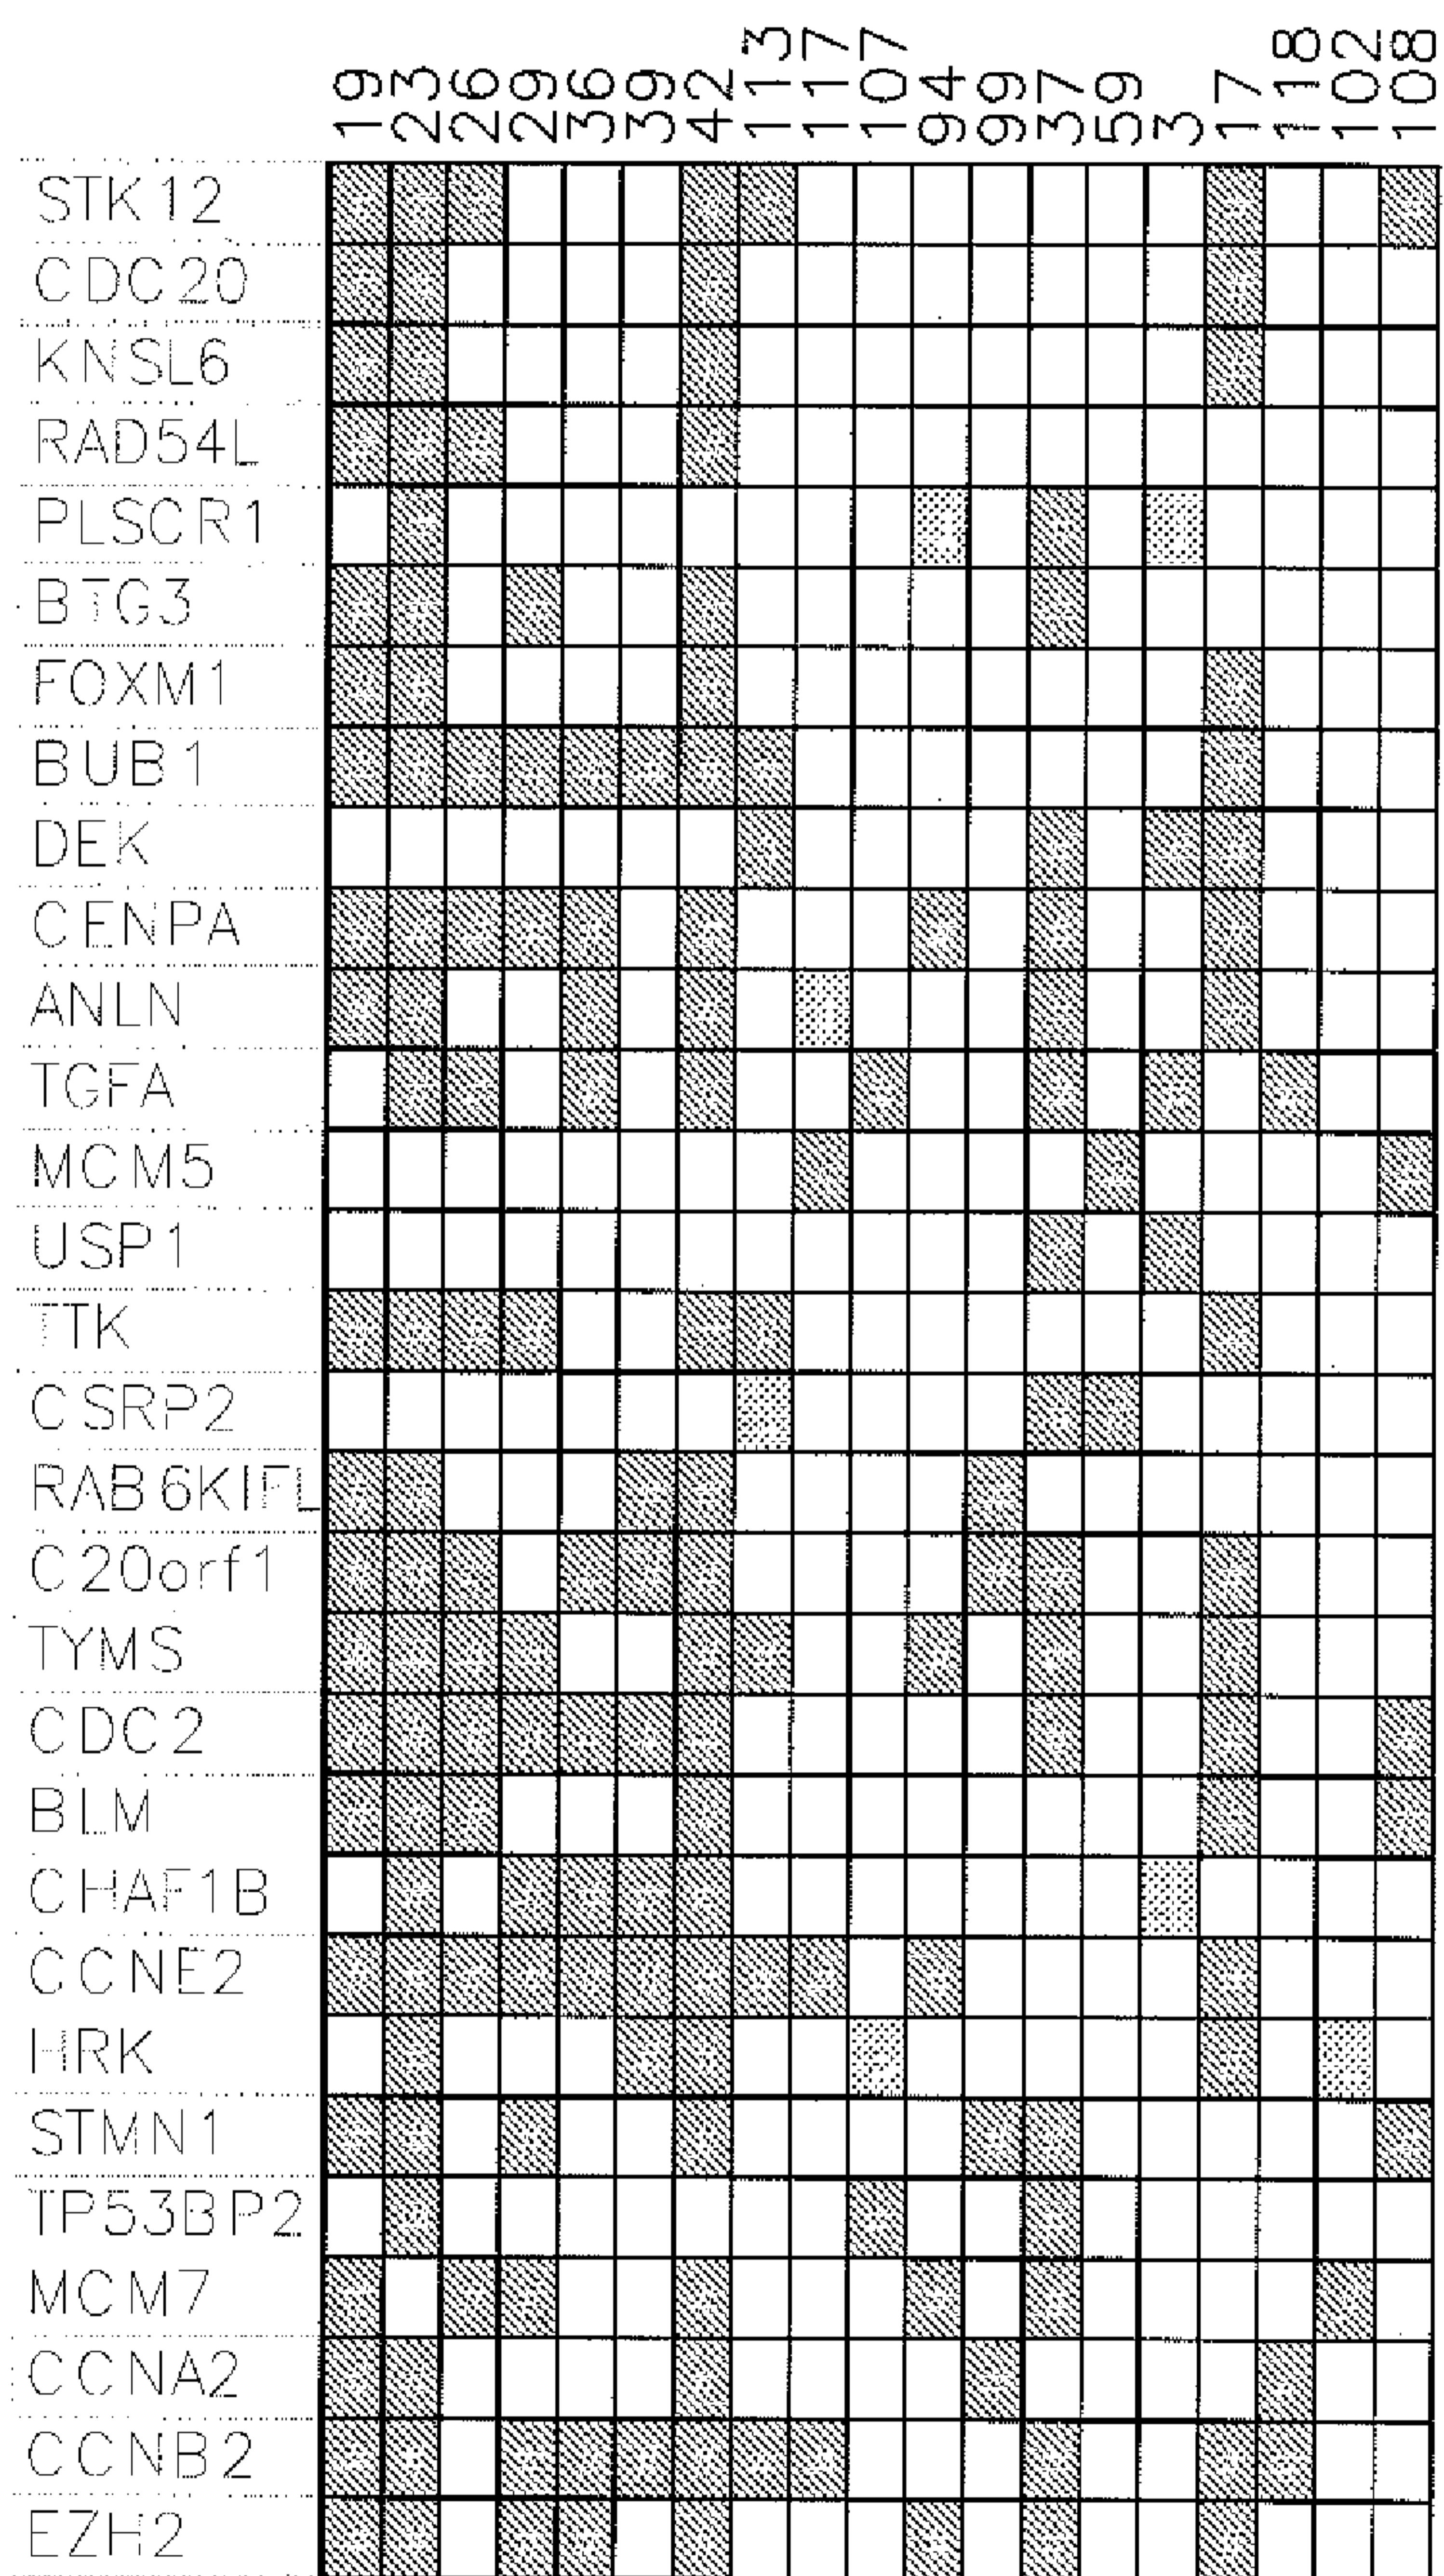 19 23 26 29 36 39 42 113 117 107 94 99 37 59 3 17 118 102 108
STK12
CDC20
KNSL6
RAD54L
PLSCR1
BTG3
FOXM1
BUB1
DEK
CENPA
ANLN
TGFA
MCM5
USP1
TTK
CSRP2
RAB6KIFL
C20orf1
TYMS
CDC2
BLM
CHAF1B
CCNE2
HRK
STMN1
TP53BP2
MCM7
CCNA2
CCNB2
EZH2